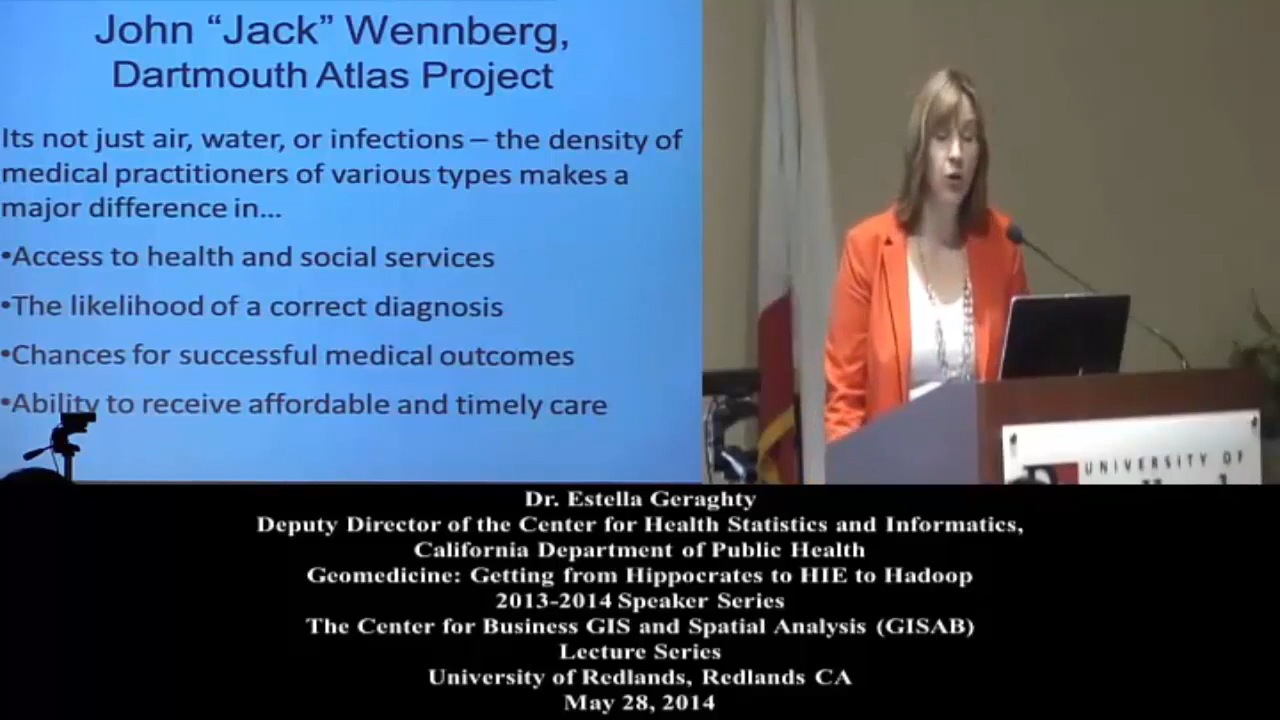 John “Jack” Wennberg,
Dartmouth Atlas Project
Its not just air, water, or infections – the density of
medical practitioners of various types makes a
major difference in...
•Access to health and social services
•The likelihood of a correct diagnosis
•Chances for successful medical outcomes
•Ability to receive affordable and timely care
UNIVERSITY OF
Dr. Estella Geraghty
Deputy Director of the Center for Health Statistics and Informatics,
California Department of Public Health
Geomedicine: Getting from Hippocrates to HIE to Hadoop
2013-2014 Speaker Series
The Center for Business GIS and Spatial Analysis (GISAB)
Lecture Series
University of Redlands, Redlands CA
May 28, 2014